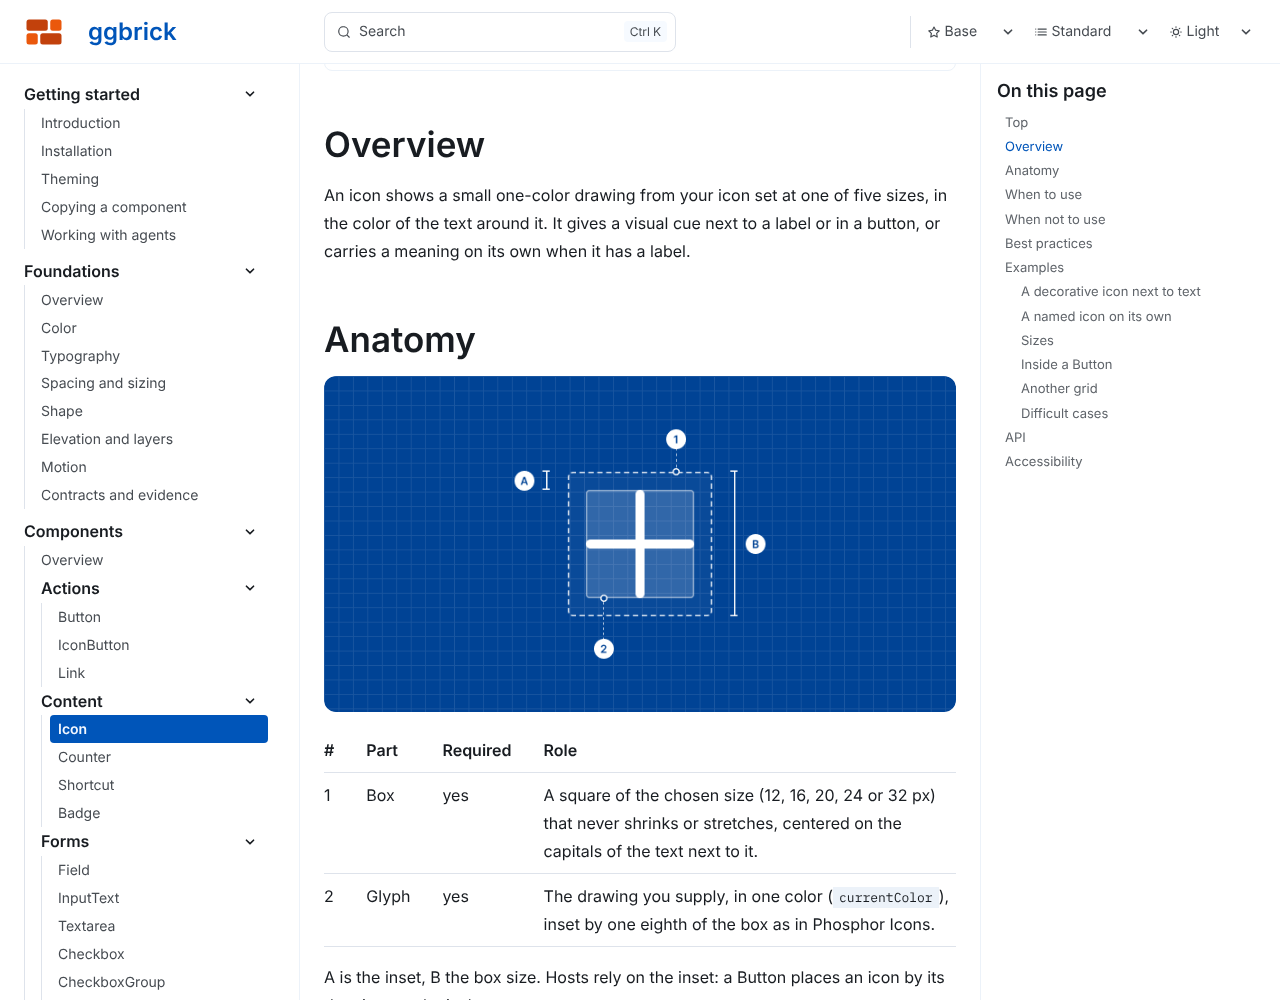 ggbrick
Search
Ctrl K
Base
Standard
Light
Getting started
Introduction
Installation
Theming
Copying a component
Working with agents
Foundations
Overview
Color
Typography
Spacing and sizing
Shape
Elevation and layers
Motion
Contracts and evidence
Components
Overview
Actions
Button
IconButton
Link
Content
Icon
Counter
Shortcut
Badge
Forms
Field
InputText
Textarea
Checkbox
CheckboxGroup
Overview
An icon shows a small one-color drawing from your icon set at one of five sizes, in
the color of the text around it. It gives a visual cue next to a label or in a button, or
carries a meaning on its own when it has a label.
Anatomy
1
A
B
2
# Part Required Role
1 Box yes A square of the chosen size (12, 16, 20, 24 or 32 px)
that never shrinks or stretches, centered on the
capitals of the text next to it.
2 Glyph yes The drawing you supply, in one color (currentColor),
inset by one eighth of the box as in Phosphor Icons.
A is the inset, B the box size. Hosts rely on the inset: a Button places an icon by its
On this page
Top
Overview
Anatomy
When to use
When not to use
Best practices
Examples
A decorative icon next to text
A named icon on its own
Sizes
Inside a Button
Another grid
Difficult cases
API
Accessibility